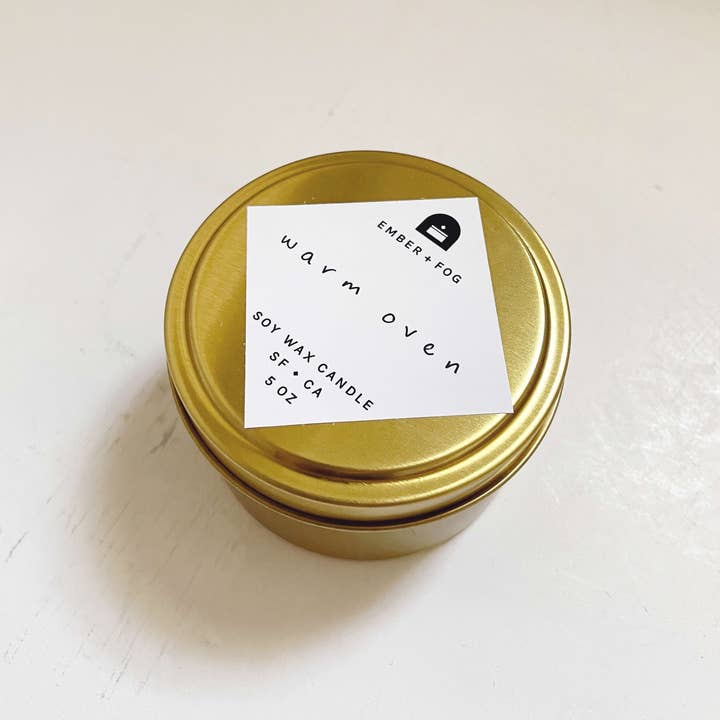 EMBER + FOG
warm oven
SOY WAX CANDLE
SF • CA
5 OZ